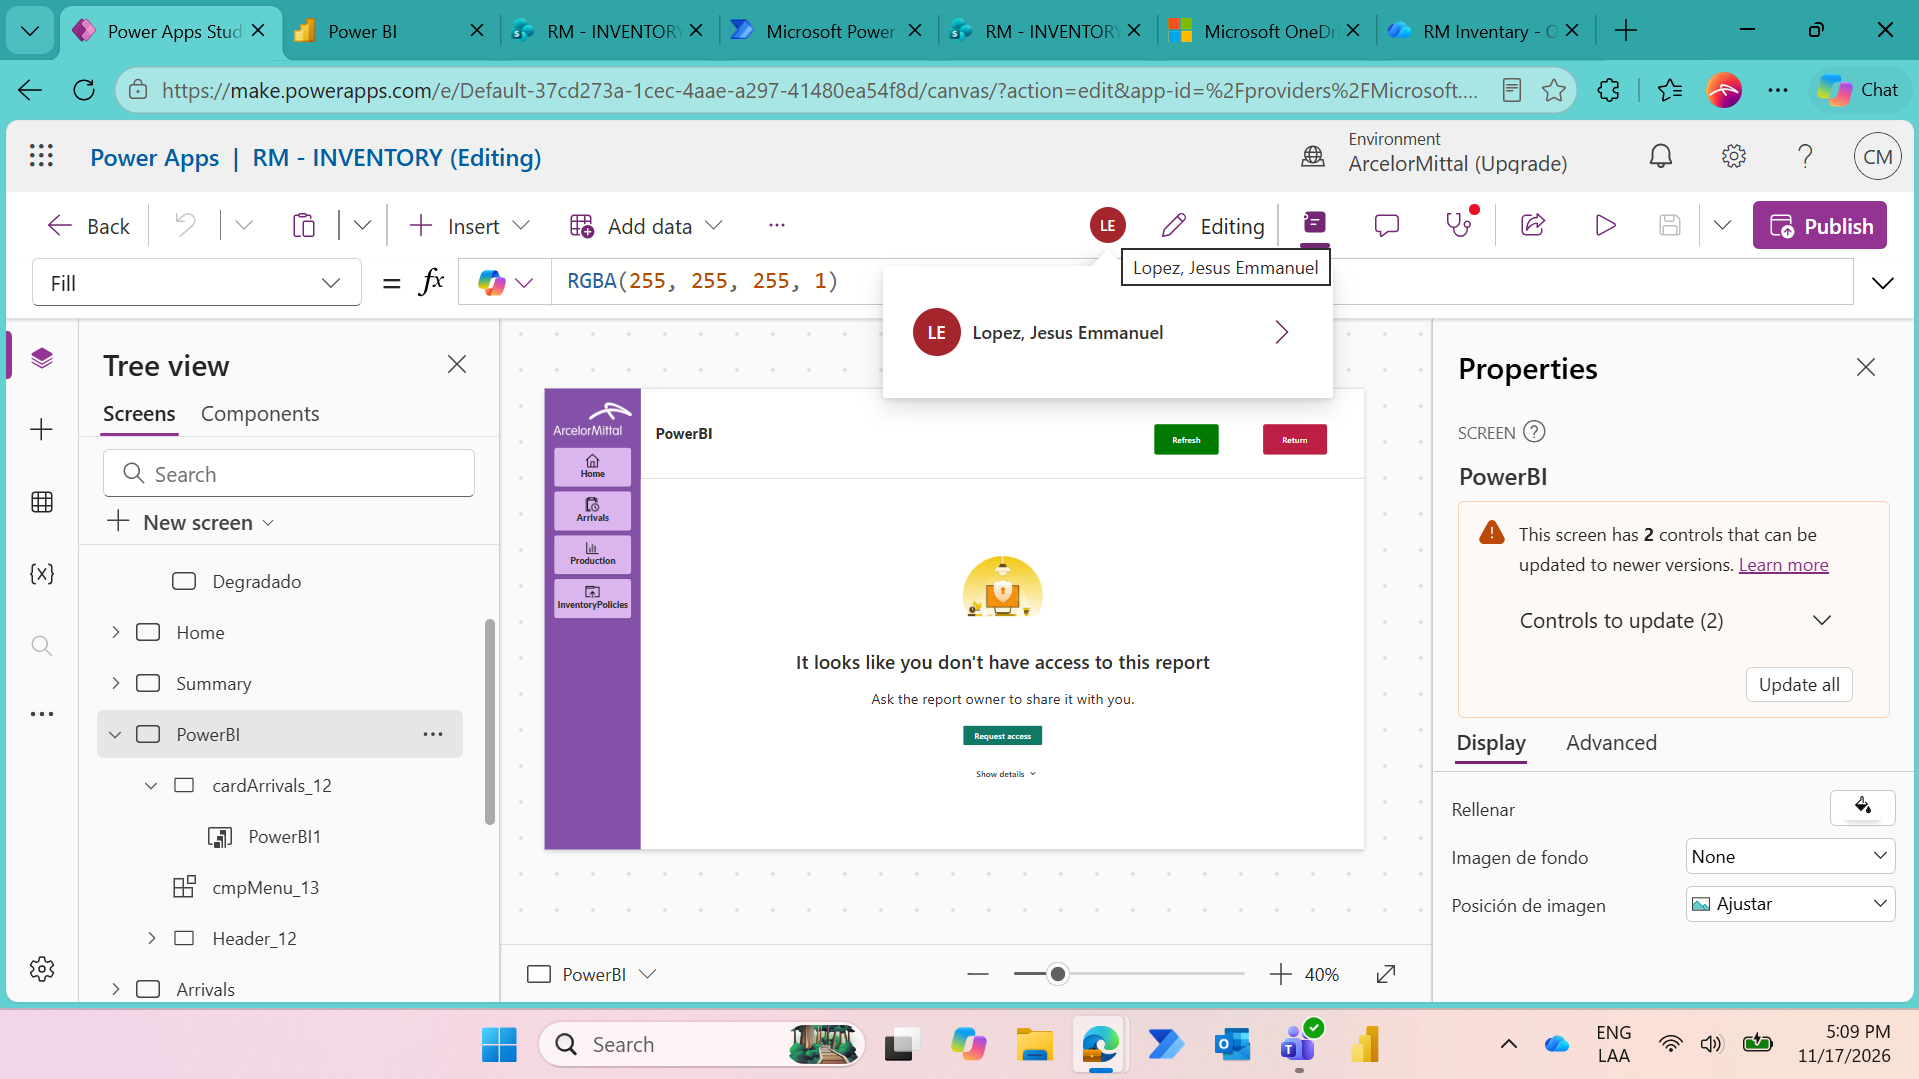 Power Apps Stud
Power BI
RM - INVENTORY
Microsoft Power
RM - INVENTORY
Microsoft OneDri
RM Inventary - O
https://make.powerapps.com/e/Default-37cd273a-1cec-4aae-a297-41480ea54f8d/canvas/?action=edit&app-id=%2Fproviders%2FMicrosoft....
Chat
Power Apps | RM - INVENTORY (Editing)
Environment
ArcelorMittal (Upgrade)
CM
Back
Insert
Add data
LE
Editing
Publish
Fill
= fx
RGBA(255, 255, 255, 1)
Lopez, Jesus Emmanuel
LE Lopez, Jesus Emmanuel
Tree view
Screens
Components
Search
New screen
Degradado
Home
Summary
PowerBI
cardArrivals_12
PowerBI1
cmpMenu_13
Header_12
Arrivals
ArcelorMittal
Home
Arrivals
Production
InventoryPolicies
PowerBI
Refresh
Return
It looks like you don't have access to this report
Ask the report owner to share it with you.
Request access
Show details
PowerBI
40%
Properties
SCREEN
PowerBI
This screen has 2 controls that can be
updated to newer versions. Learn more
Controls to update (2)
Update all
Display
Advanced
Rellenar
Imagen de fondo
None
Posición de imagen
Ajustar
Search
ENG
LAA
5:09 PM
11/17/2026